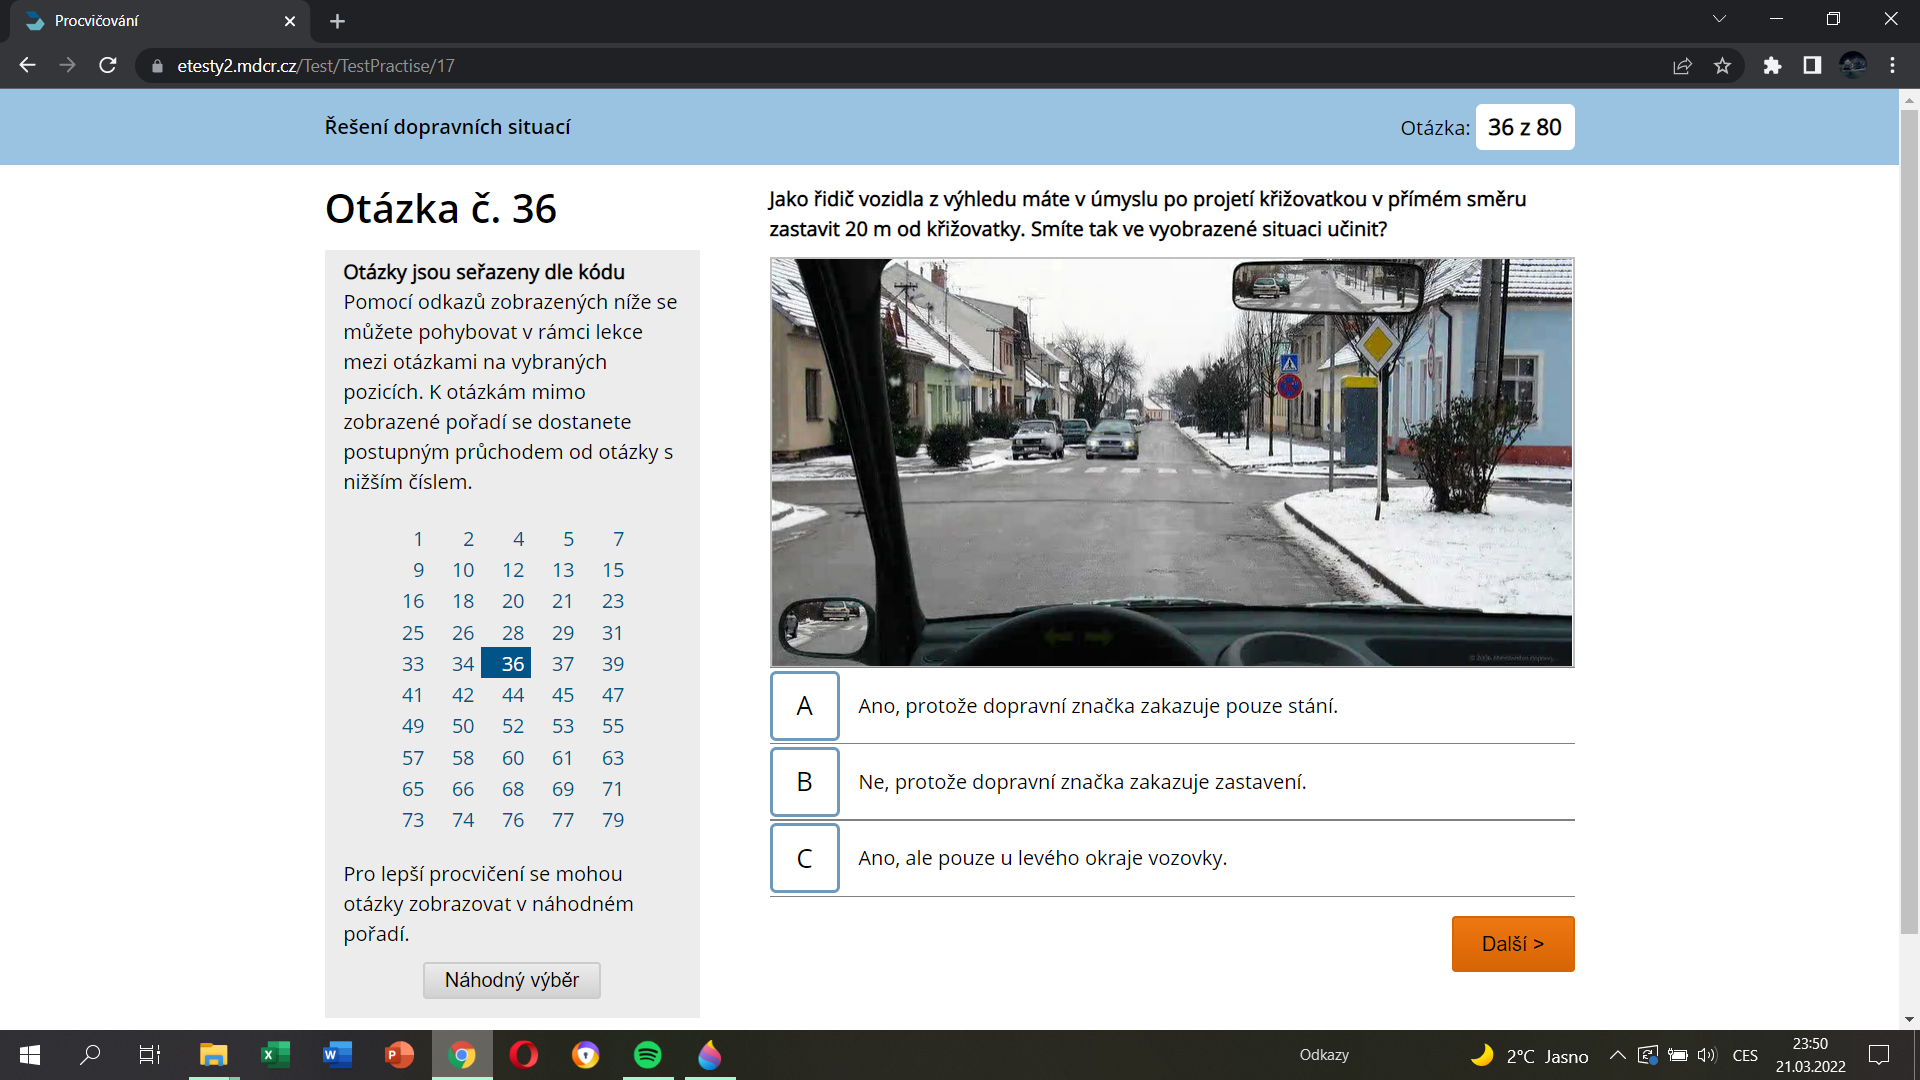 Procvičování
etesty2.mdcr.cz/Test/TestPractise/17
Řešení dopravních situací
Otázka: 36 z 80
Otázka č. 36
Otázky jsou seřazeny dle kódu
Pomocí odkazů zobrazených níže se
můžete pohybovat v rámci lekce
mezi otázkami na vybraných
pozicích. K otázkám mimo
zobrazené pořadí se dostanete
postupným průchodem od otázky s
nižším číslem.
1 2 4 5 7
9 10 12 13 15
16 18 20 21 23
25 26 28 29 31
33 34 36 37 39
41 42 44 45 47
49 50 52 53 55
57 58 60 61 63
65 66 68 69 71
73 74 76 77 79
Pro lepší procvičení se mohou
otázky zobrazovat v náhodném
pořadí.
Náhodný výběr
Jako řidič vozidla z výhledu máte v úmyslu po projetí křižovatkou v přímém směru
zastavit 20 m od křižovatky. Smíte tak ve vyobrazené situaci učinit?
A Ano, protože dopravní značka zakazuje pouze stání.
B Ne, protože dopravní značka zakazuje zastavení.
C Ano, ale pouze u levého okraje vozovky.
Další >
Odkazy
2°C Jasno
CES
23:50
21.03.2022